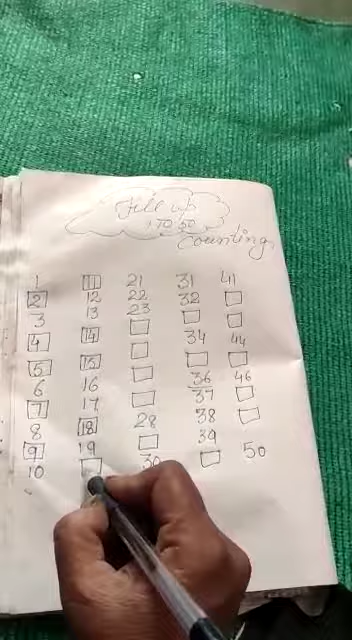 Fill up
1 TO 50
Counting
1 11 21 31 41
2 12 22 32
3 13 23
4 14 34 44
5 15
6 16 36 46
7 17 37
8 18 28 38
9 19 39
10 30 50